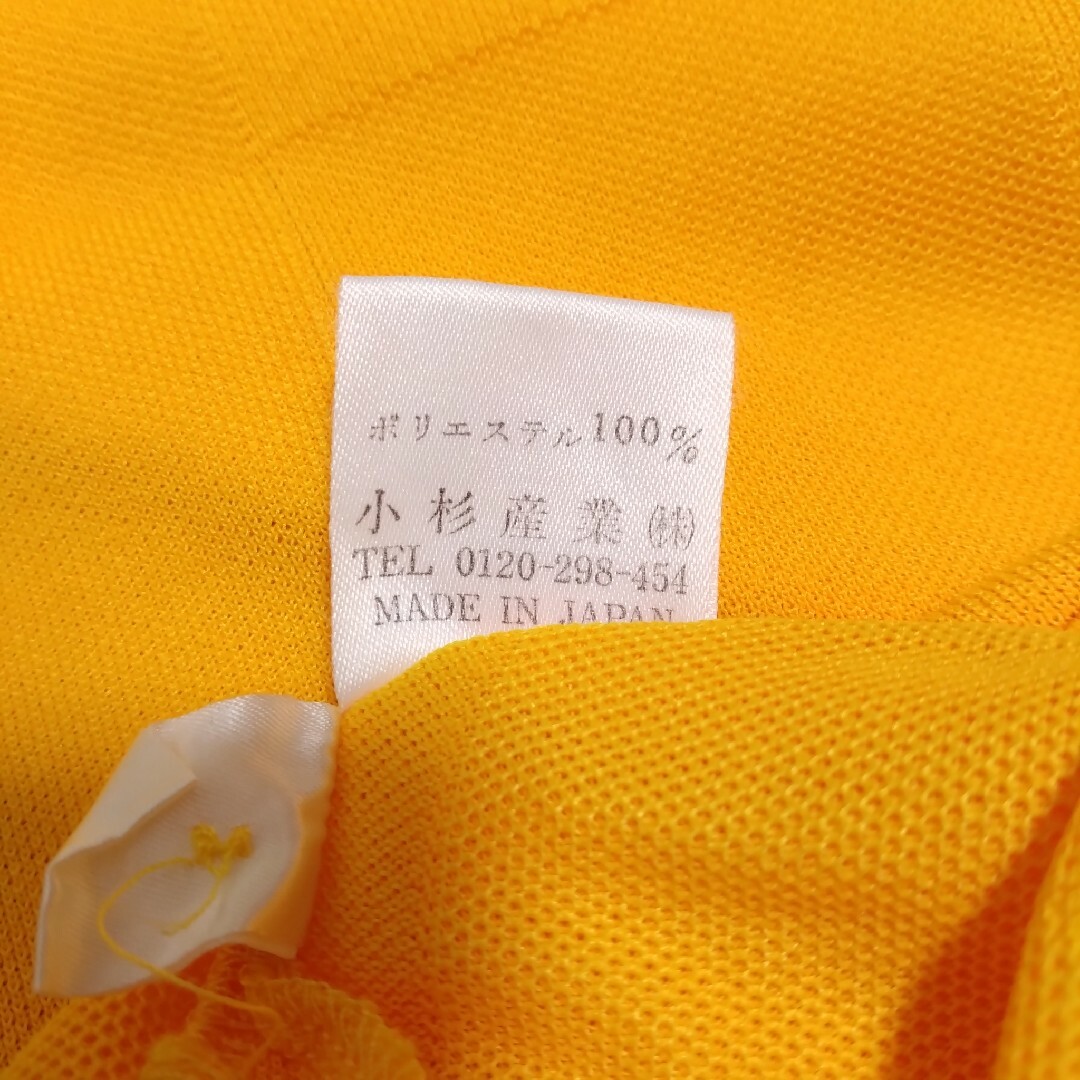 ポリエステル100%
小杉産業(株)
TEL 0120-298-454
MADE IN JAPAN